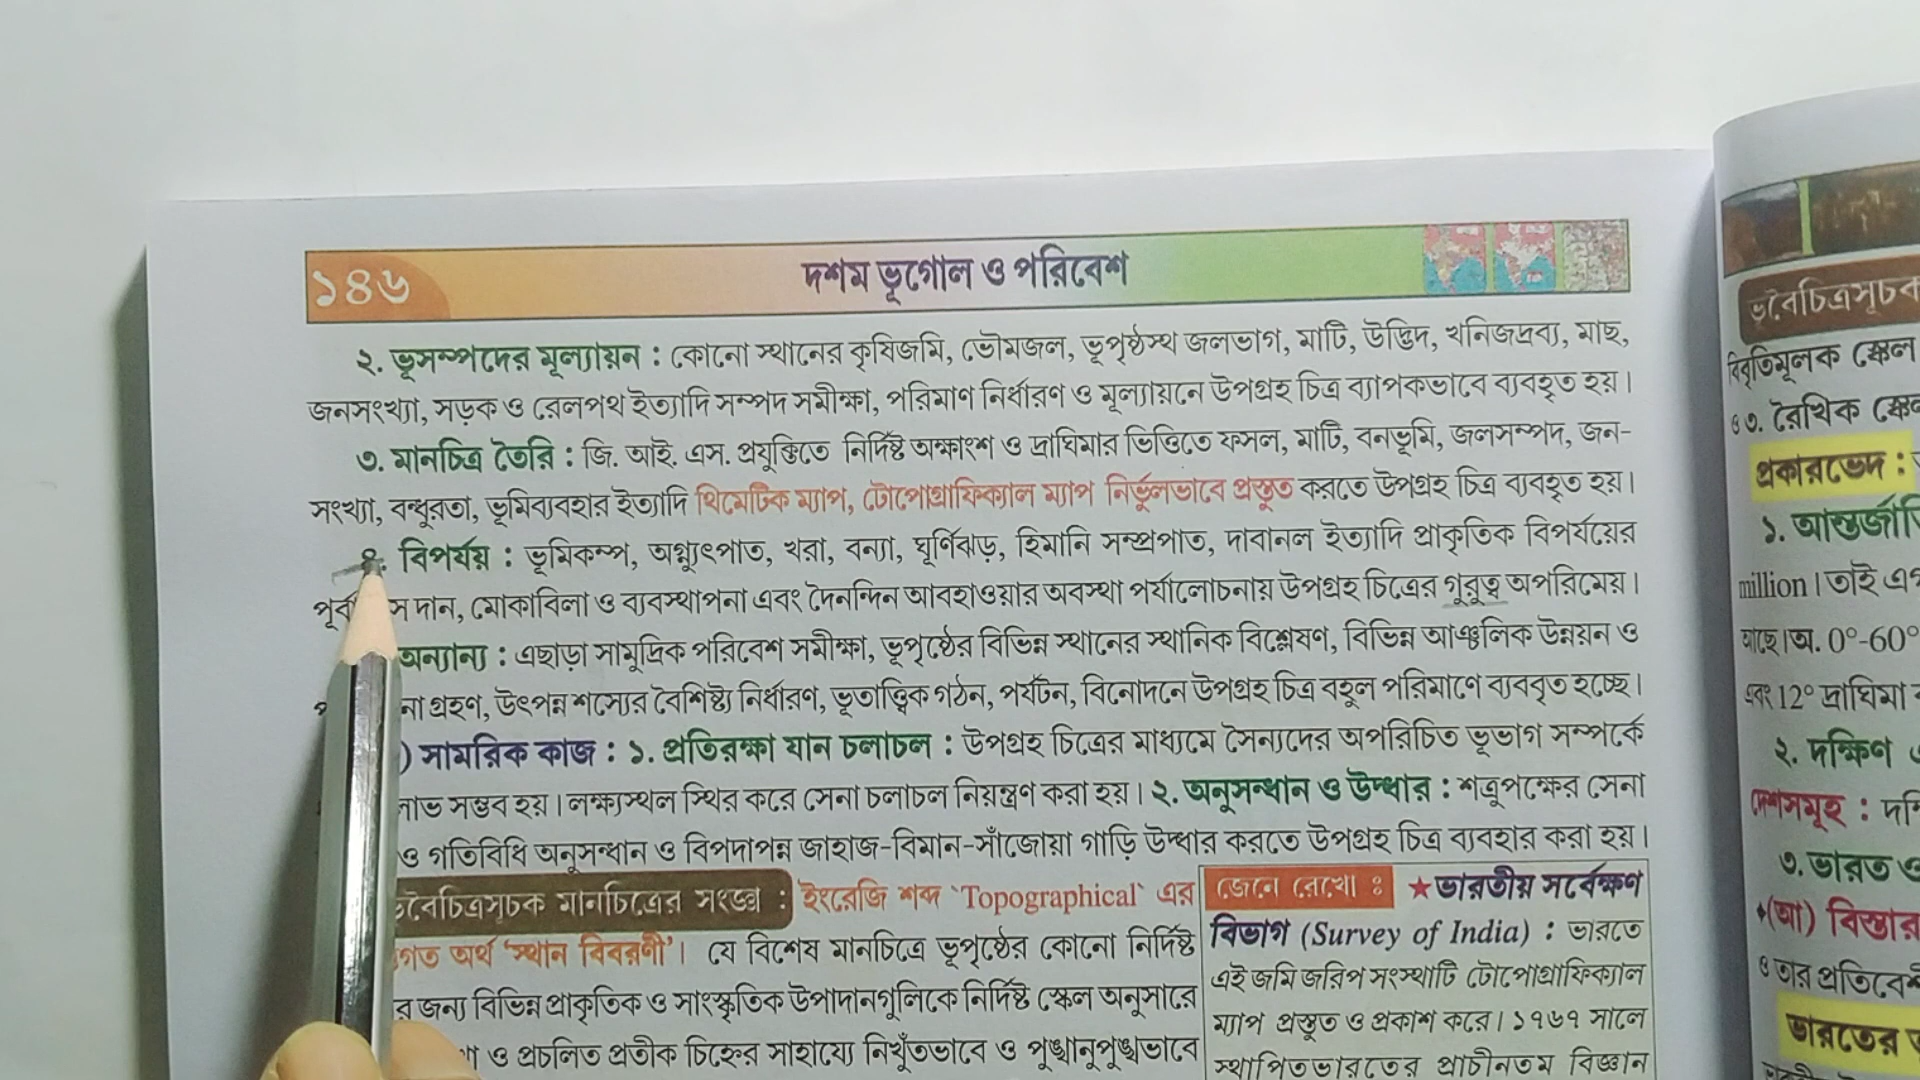 ১৪৬
দশম ভূগোল ও পরিবেশ
২. ভূসম্পদের মূল্যায়ন : কোনো স্থানের কৃষিজমি, ভৌমজল, ভূপৃষ্ঠস্থ জলভাগ, মাটি, উদ্ভিদ, খনিজদ্রব্য, মাছ,
জনসংখ্যা, সড়ক ও রেলপথ ইত্যাদি সম্পদ সমীক্ষা, পরিমাণ নির্ধারণ ও মূল্যায়নে উপগ্রহ চিত্র ব্যাপকভাবে ব্যবহৃত হয়।
৩. মানচিত্র তৈরি : জি. আই. এস. প্রযুক্তিতে নির্দিষ্ট অক্ষাংশ ও দ্রাঘিমার ভিত্তিতে ফসল, মাটি, বনভূমি, জলসম্পদ, জন-
সংখ্যা, বন্ধুরতা, ভূমিব্যবহার ইত্যাদি থিমেটিক ম্যাপ, টোপোগ্রাফিক্যাল ম্যাপ নির্ভুলভাবে প্রস্তুত করতে উপগ্রহ চিত্র ব্যবহৃত হয়।
বিপর্যয় : ভূমিকম্প, অগ্ন্যুৎপাত, খরা, বন্যা, ঘূর্ণিঝড়, হিমানি সম্প্রপাত, দাবানল ইত্যাদি প্রাকৃতিক বিপর্যয়ের
দান, মোকাবিলা ও ব্যবস্থাপনা এবং দৈনন্দিন আবহাওয়ার অবস্থা পর্যালোচনায় উপগ্রহ চিত্রের গুরুত্ব অপরিমেয়।
অন্যান্য : এছাড়া সামুদ্রিক পরিবেশ সমীক্ষা, ভূপৃষ্ঠের বিভিন্ন স্থানের স্থানিক বিশ্লেষণ, বিভিন্ন আঞ্চলিক উন্নয়ন ও
গ্রহণ, উৎপন্ন শস্যের বৈশিষ্ট্য নির্ধারণ, ভূতাত্ত্বিক গঠন, পর্যটন, বিনোদনে উপগ্রহ চিত্র বহুল পরিমাণে ব্যববৃত হচ্ছে।
) সামরিক কাজ : ১. প্রতিরক্ষা যান চলাচল : উপগ্রহ চিত্রের মাধ্যমে সৈন্যদের অপরিচিত ভূভাগ সম্পর্কে
লাভ সম্ভব হয়। লক্ষ্যস্থল স্থির করে সেনা চলাচল নিয়ন্ত্রণ করা হয়। ২. অনুসন্ধান ও উদ্ধার : শত্রুপক্ষের সেনা
ও গতিবিধি অনুসন্ধান ও বিপদাপন্ন জাহাজ-বিমান-সাঁজোয়া গাড়ি উদ্ধার করতে উপগ্রহ চিত্র ব্যবহার করা হয়।
মানচিত্রের সংজ্ঞা : ইংরেজি শব্দ 'Topographical' এর
অর্থ 'স্থান বিবরণী'। যে বিশেষ মানচিত্রে ভূপৃষ্ঠের কোনো নির্দিষ্ট
জন্য বিভিন্ন প্রাকৃতিক ও সাংস্কৃতিক উপাদানগুলিকে নির্দিষ্ট স্কেল অনুসারে
ও প্রচলিত প্রতীক চিহ্নের সাহায্যে নিখুঁতভাবে ও পুঙ্খানুপুঙ্খভাবে
জেনে রেখো : ★ভারতীয় সর্বেক্ষণ
বিভাগ (Survey of India) : ভারতে
এই জমি জরিপ সংস্থাটি টোপোগ্রাফিক্যাল
ম্যাপ প্রস্তুত ও প্রকাশ করে। ১৭৬৭ সালে
স্থাপিতভারতের প্রাচীনতম বিজ্ঞান
বিবৃতিমূলক স্কেল
৩. রৈখিক
প্রকারভেদ :
১.
million। তাই
আছে।অ. 0°-60°
এবং 12° দ্রাঘিমা
২. দক্ষিণ
দেশসমূহ :
৩. ভারত ও
(আ) বিস্তার
ও তার
ভারতের